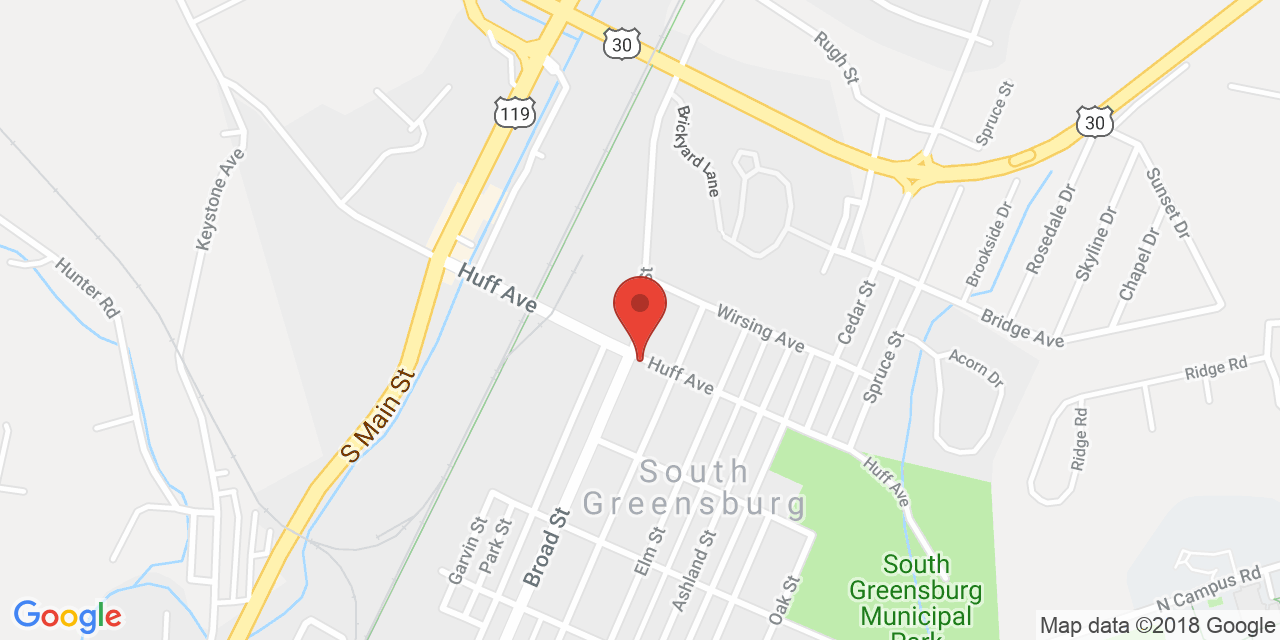 30
Rugh St
Spruce St
119
Brickyard Lane
30
Keystone Ave
Sunset Dr
Rosedale Dr
Skyline Dr
Brookside Dr
Chapel Dr
Hunter Rd
Huff Ave
St
Wirsing Ave
Cedar St
Bridge Ave
Spruce St
Acorn Dr
Huff Ave
Ridge Rd
S Main St
Ridge Rd
South
Greensburg
Huff Ave
Garvin St
Park St
Broad St
Elm St
Ashland St
Oak St
South
Greensburg
Municipal
Park
N Campus Rd
Google
Map data ©2018 Google